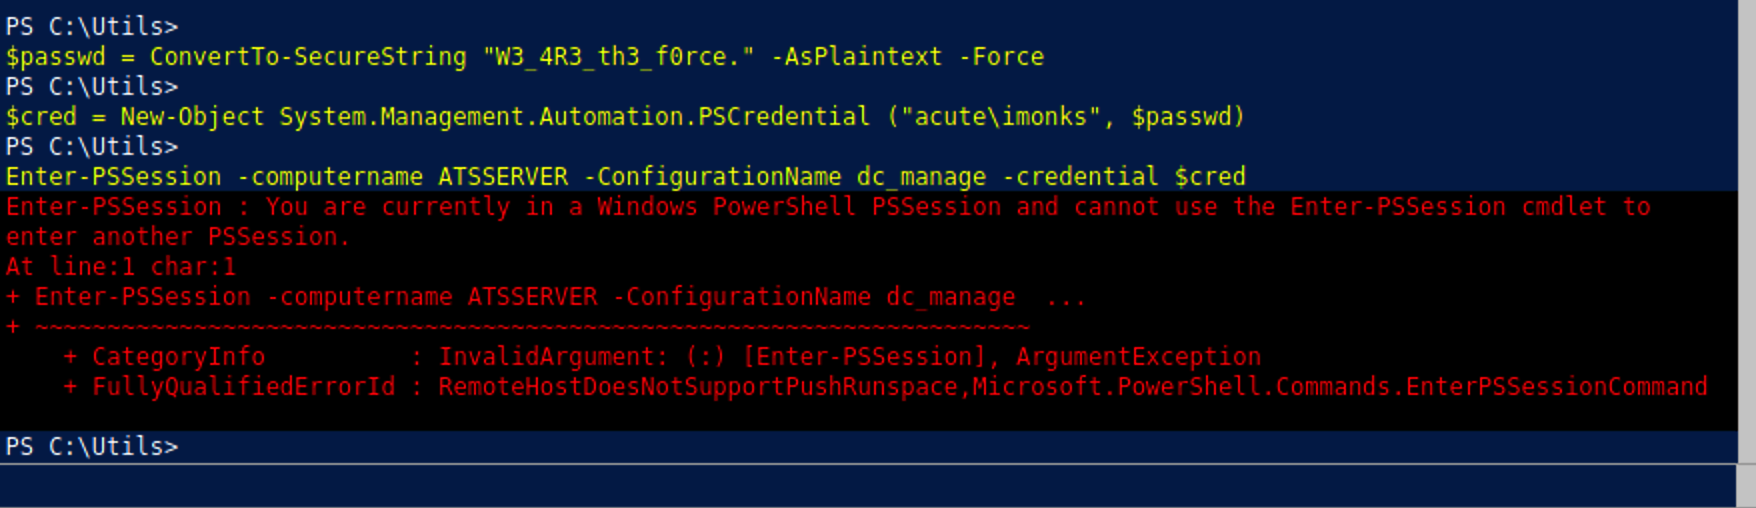 PS C:\Utils>
$passwd = ConvertTo-SecureString "W3_4R3_th3_f0rce." -AsPlaintext -Force
PS C:\Utils>
$cred = New-Object System.Management.Automation.PSCredential ("acute\imonks", $passwd)
PS C:\Utils>
Enter-PSSession -computername ATSSERVER -ConfigurationName dc_manage -credential $cred
Enter-PSSession : You are currently in a Windows PowerShell PSSession and cannot use the Enter-PSSession cmdlet to
enter another PSSession.
At line:1 char:1
+ Enter-PSSession -computername ATSSERVER -ConfigurationName dc_manage  ...
+ ~~~~~~~~~~~~~~~~~~~~~~~~~~~~~~~~~~~~~~~~~~~~~~~~~~~~~~~~~~~~~~~~~~~~~
    + CategoryInfo          : InvalidArgument: (:) [Enter-PSSession], ArgumentException
    + FullyQualifiedErrorId : RemoteHostDoesNotSupportPushRunspace,Microsoft.PowerShell.Commands.EnterPSSessionCommand
PS C:\Utils>